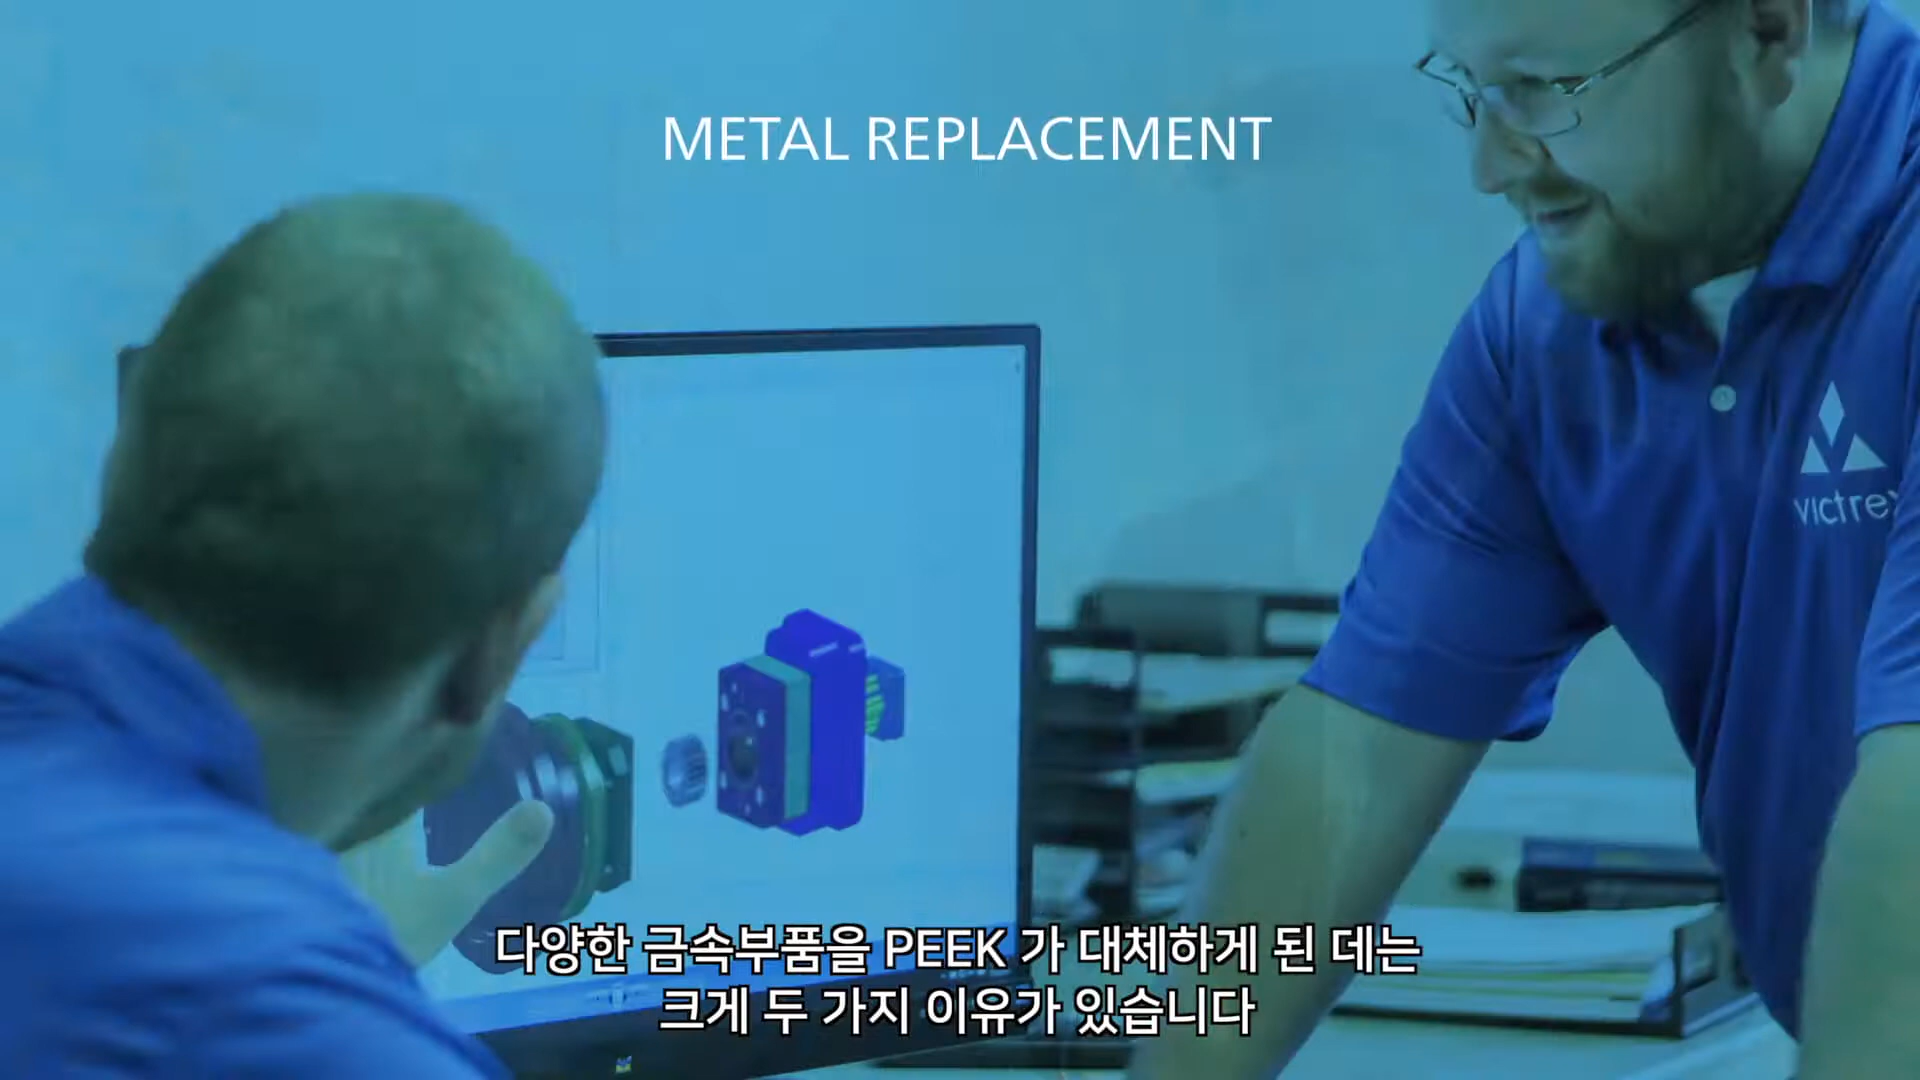 METAL REPLACEMENT
victrex
다양한 금속부품을 PEEK 가 대체하게 된 데는
크게 두 가지 이유가 있습니다